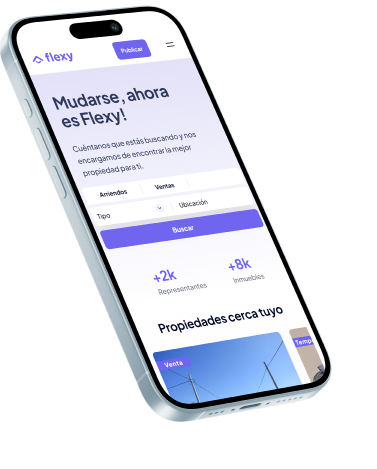 flexy
Publicar
Mudarse , ahora
es Flexy!
Cuéntanos que estás buscando y nos
encargamos de encontrar la mejor
propiedad para ti.
Arriendos Ventas
Tipo Ubicación
Buscar
+2k +8k
Representantes Inmuebles
Propiedades cerca tuyo
Venta Temp